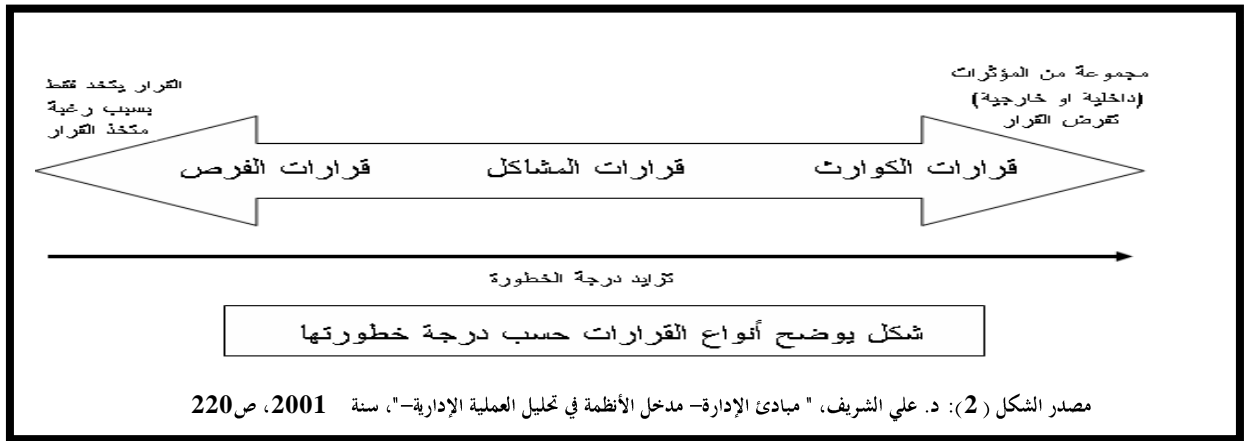 مجموعة من المؤثرات
(داخلية او خارجية)
تفرض القرار
القرار يتخد فقط
بسبب رغبة
متخذ القرار
قرارات الكوارث
قرارات المشاكل
قرارات الفرص
تزايد درجة الخطورة
شكل يوضح أنواع القرارات حسب درجة خطورتها
مصدر الشكل (2): د. علي الشريف، " مبادئ الإدارة– مدخل الأنظمة في تحليل العملية الإدارية–"، سنة 2001، ص220